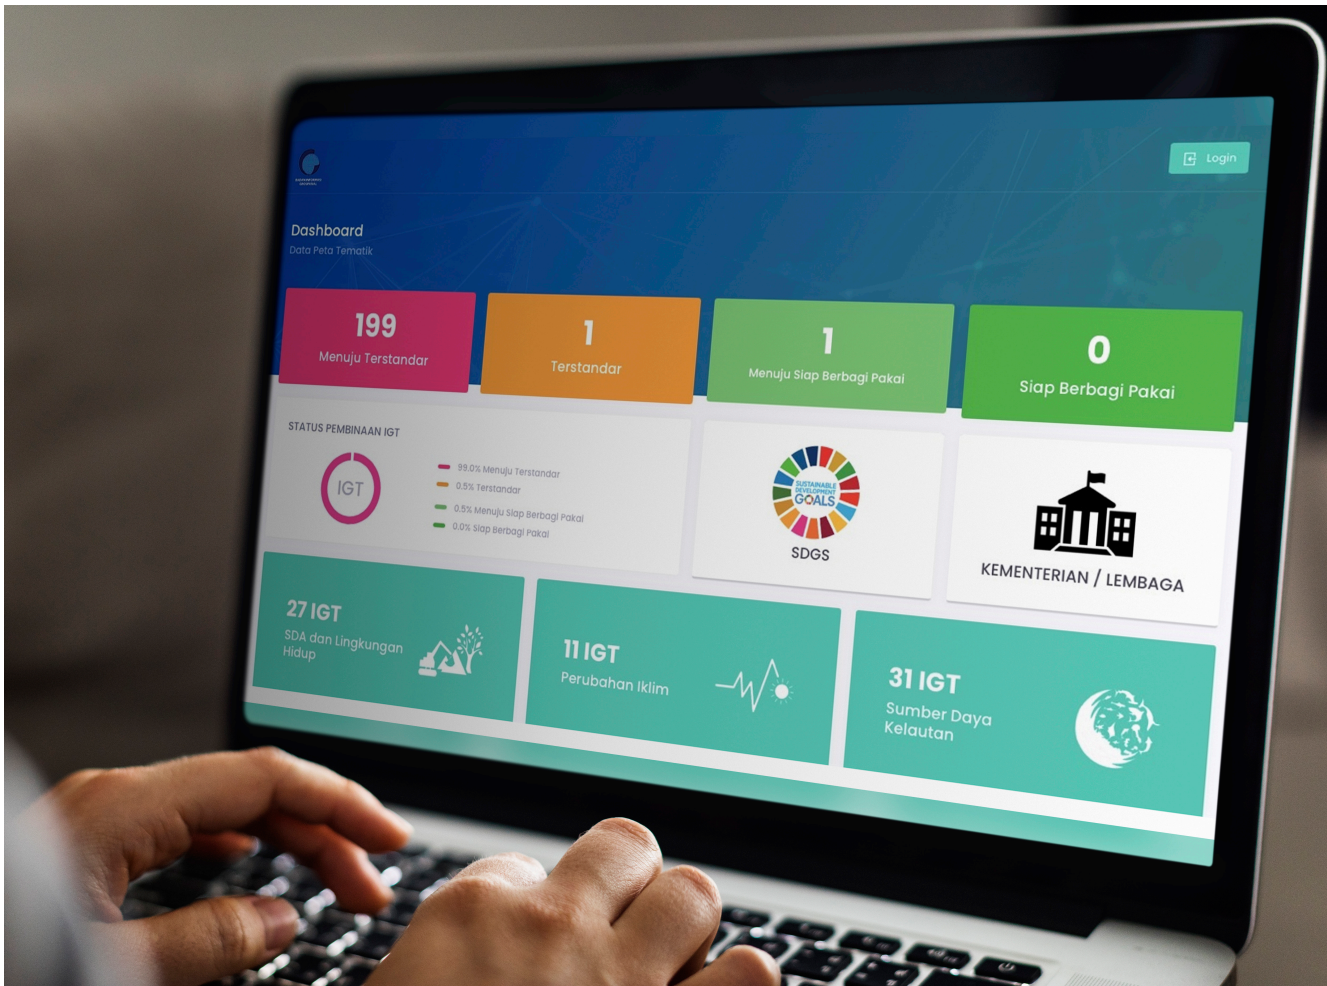 Login
Dashboard
Data Peta Tematik
199
Menuju Terstandar
1
Terstandar
1
Menuju Siap Berbagi Pakai
0
Siap Berbagi Pakai
STATUS PEMBINAAN IGT
IGT
99.0% Menuju Terstandar
0.5% Terstandar
0.5% Menuju Siap Berbagi Pakai
0.0% Siap Berbagi Pakai
SUSTAINABLE
DEVELOPMENT
GOALS
SDGS
KEMENTERIAN / LEMBAGA
27 IGT
SDA dan Lingkungan
Hidup
11 IGT
Perubahan Iklim
31 IGT
Sumber Daya
Kelautan